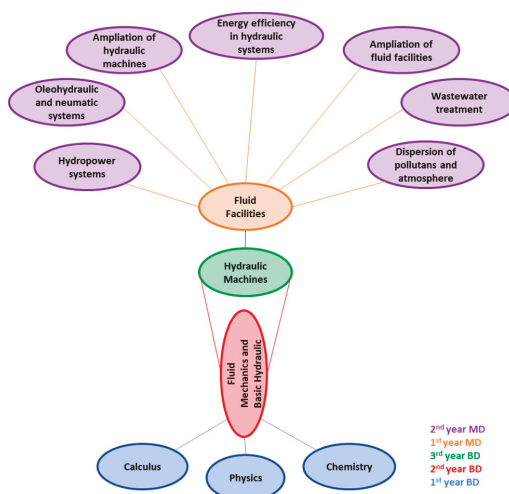 Energy efficiency
in hydraulic
systems
Ampliation of
hydraulic
machines
Ampliation of
fluid facilities
Oleohydraulic
and neumatic
systems
Wastewater
treatment
Hydropower
systems
Dispersion of
pollutans and
atmosphere
Fluid
Facilities
Hydraulic
Machines
Fluid
Mechanics and
Basic Hydraulic
Calculus
Physics
Chemistry
2nd year MD
1st year MD
3rd year BD
2nd year BD
1st year BD